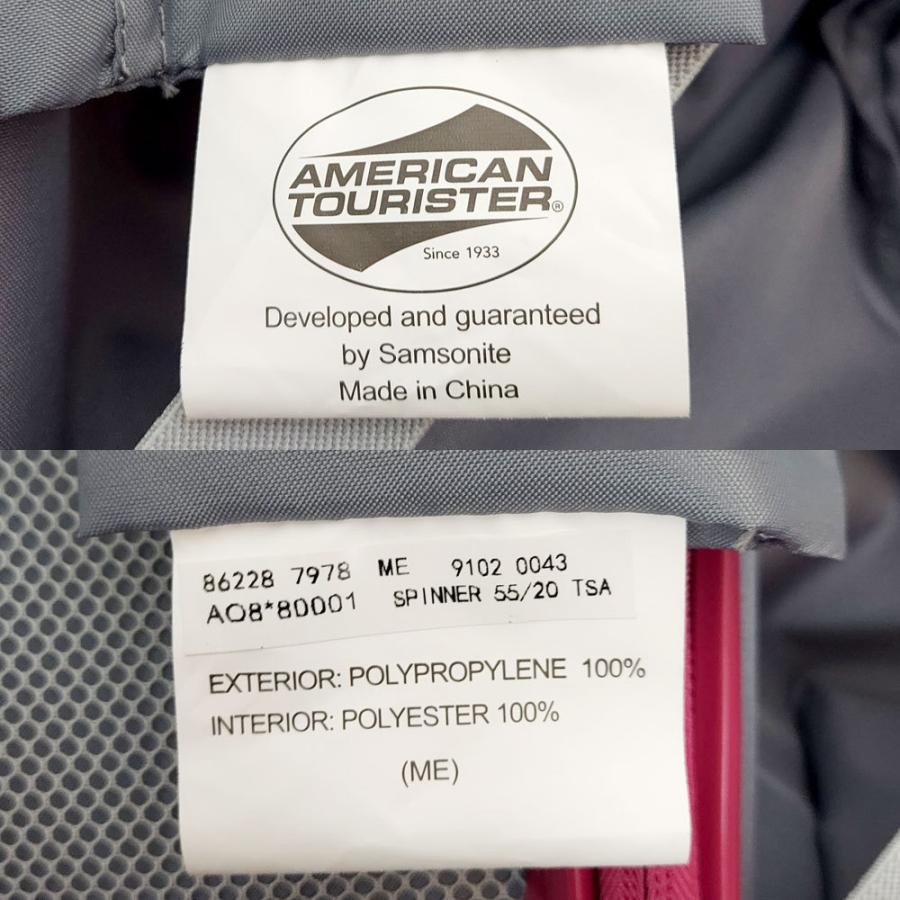 AMERICAN
TOURISTER®
Since 1933
Developed and guaranteed
by Samsonite
Made in China
86228 7978 ME 9102 0043
AO8*80001 SPINNER 55/20 TSA
EXTERIOR: POLYPROPYLENE 100%
INTERIOR: POLYESTER 100%
(ME)